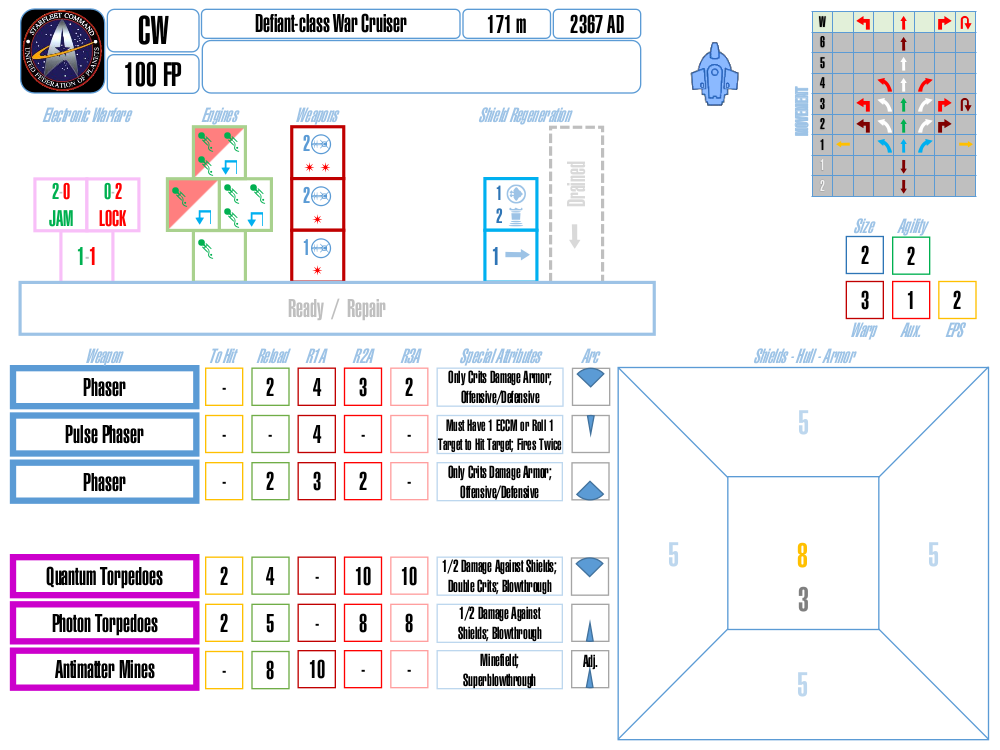 STARFLEET COMMAND
UNITED FEDERATION OF PLANETS
CW
Defiant-class War Cruiser
171 m
2367 AD
100 FP
MOVEMENT
W
6
5
4
3
2
1
1
2
Electronic Warfare
Engines
Weapons
Shield Regeneration
2-0
JAM
0-2
LOCK
1-1
2
2
1
1
2
1
Drained
Ready / Repair
Size
Agility
2
2
3
1
2
Warp
Aux.
EPS
Weapon
To Hit
Reload
R1A
R2A
R3A
Special Attributes
Arc
Shields - Hull - Armor
Phaser
-
2
4
3
2
Only Crits Damage Armor;
Offensive/Defensive
Pulse Phaser
-
-
4
-
-
Must Have 1 ECCM or Roll 1
Target to Hit Target; Fires Twice
Phaser
-
2
3
2
-
Only Crits Damage Armor;
Offensive/Defensive
Quantum Torpedoes
2
4
-
10
10
1/2 Damage Against Shields;
Double Crits; Blowthrough
Photon Torpedoes
2
5
-
8
8
1/2 Damage Against
Shields; Blowthrough
Antimatter Mines
-
8
10
-
-
Minefield;
Superblowthrough
Adj.
5
5
8
5
3
5